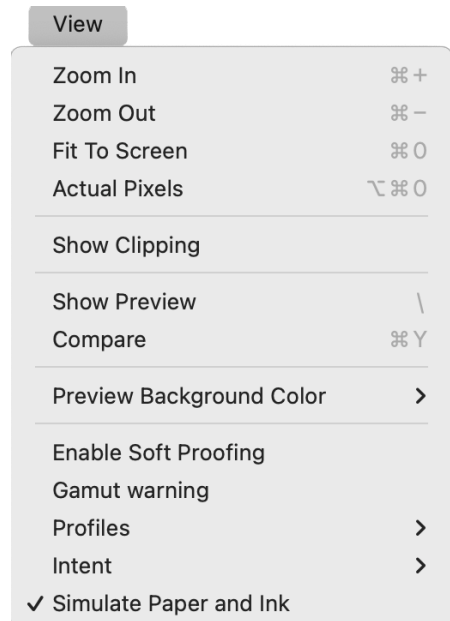 View
Zoom In ⌘+
Zoom Out ⌘−
Fit To Screen ⌘0
Actual Pixels ⌥⌘0
Show Clipping
Show Preview \
Compare ⌘Y
Preview Background Color
Enable Soft Proofing
Gamut warning
Profiles
Intent
✓ Simulate Paper and Ink